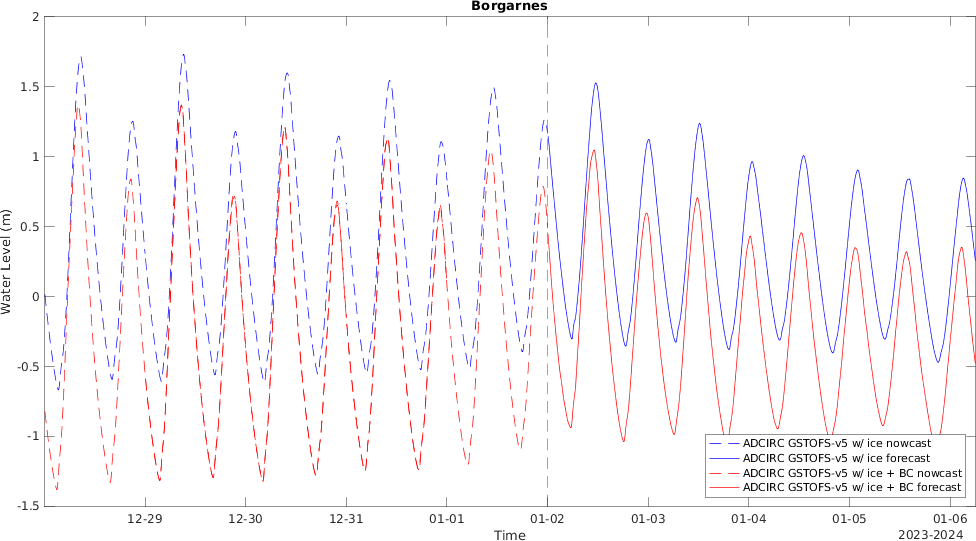 Borgarnes
2
1.5
1
0.5
0
-0.5
-1
-1.5
Water Level (m)
12-29
12-30
12-31
01-01
01-02
01-03
01-04
01-05
01-06
Time
2023-2024
ADCIRC GSTOFS-v5 w/ ice nowcast
ADCIRC GSTOFS-v5 w/ ice forecast
ADCIRC GSTOFS-v5 w/ ice + BC nowcast
ADCIRC GSTOFS-v5 w/ ice + BC forecast